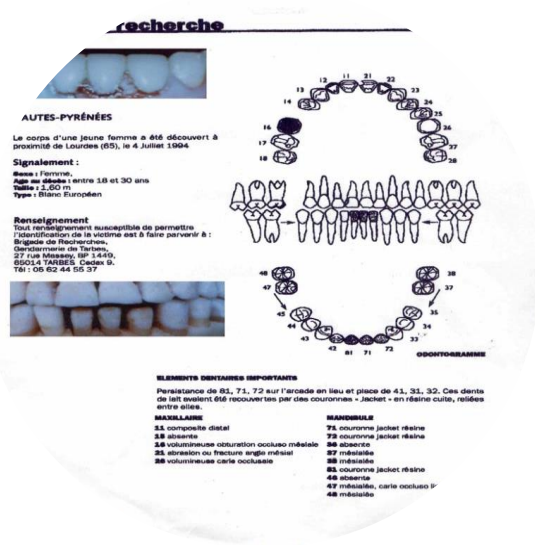 recherche
AUTES-PYRÉNÉES
Le corps d'une jeune femme a été découvert à
proximité de Lourdes (65), le 4 Juillet 1994
Signalement :
Sexe : Femme,
Age au décès : entre 18 et 30 ans
Taille : 1,60 m
Type : Blanc Européen
Renseignement
Tout renseignement susceptible de permettre
l'identification de la victime est à faire parvenir à :
Brigade de Recherches,
Gendarmerie de Tarbes,
27 rue Massey, BP 1449,
65014 TARBES Cedex 9.
Tél : 05 62 44 55 37
11 21
12 22
13 23
14 24
25
16 26
17 27
18 28
48 38
47 37
45 35
44 34
43 33
42 81 71 72
ODONTOGRAMME
ELEMENTS DENTAIRES IMPORTANTS
Persistance de 81, 71, 72 sur l'arcade en lieu et place de 41, 31, 32. Ces dents
de lait avaient été recouvertes par des couronnes « Jacket » en résine cuite, reliées
entre elles.
MAXILLAIRE
11 composite distal
15 absente
16 volumineuse obturation occluso mésiale
21 abrasion ou fracture angle mésial
26 volumineuse carie occlusale
MANDIBULE
71 couronne jacket résine
72 couronne jacket résine
36 absente
37 mésialée
38 mésialée
81 couronne jacket résine
46 absente
47 mésialée, carie occluso
48 mésialée